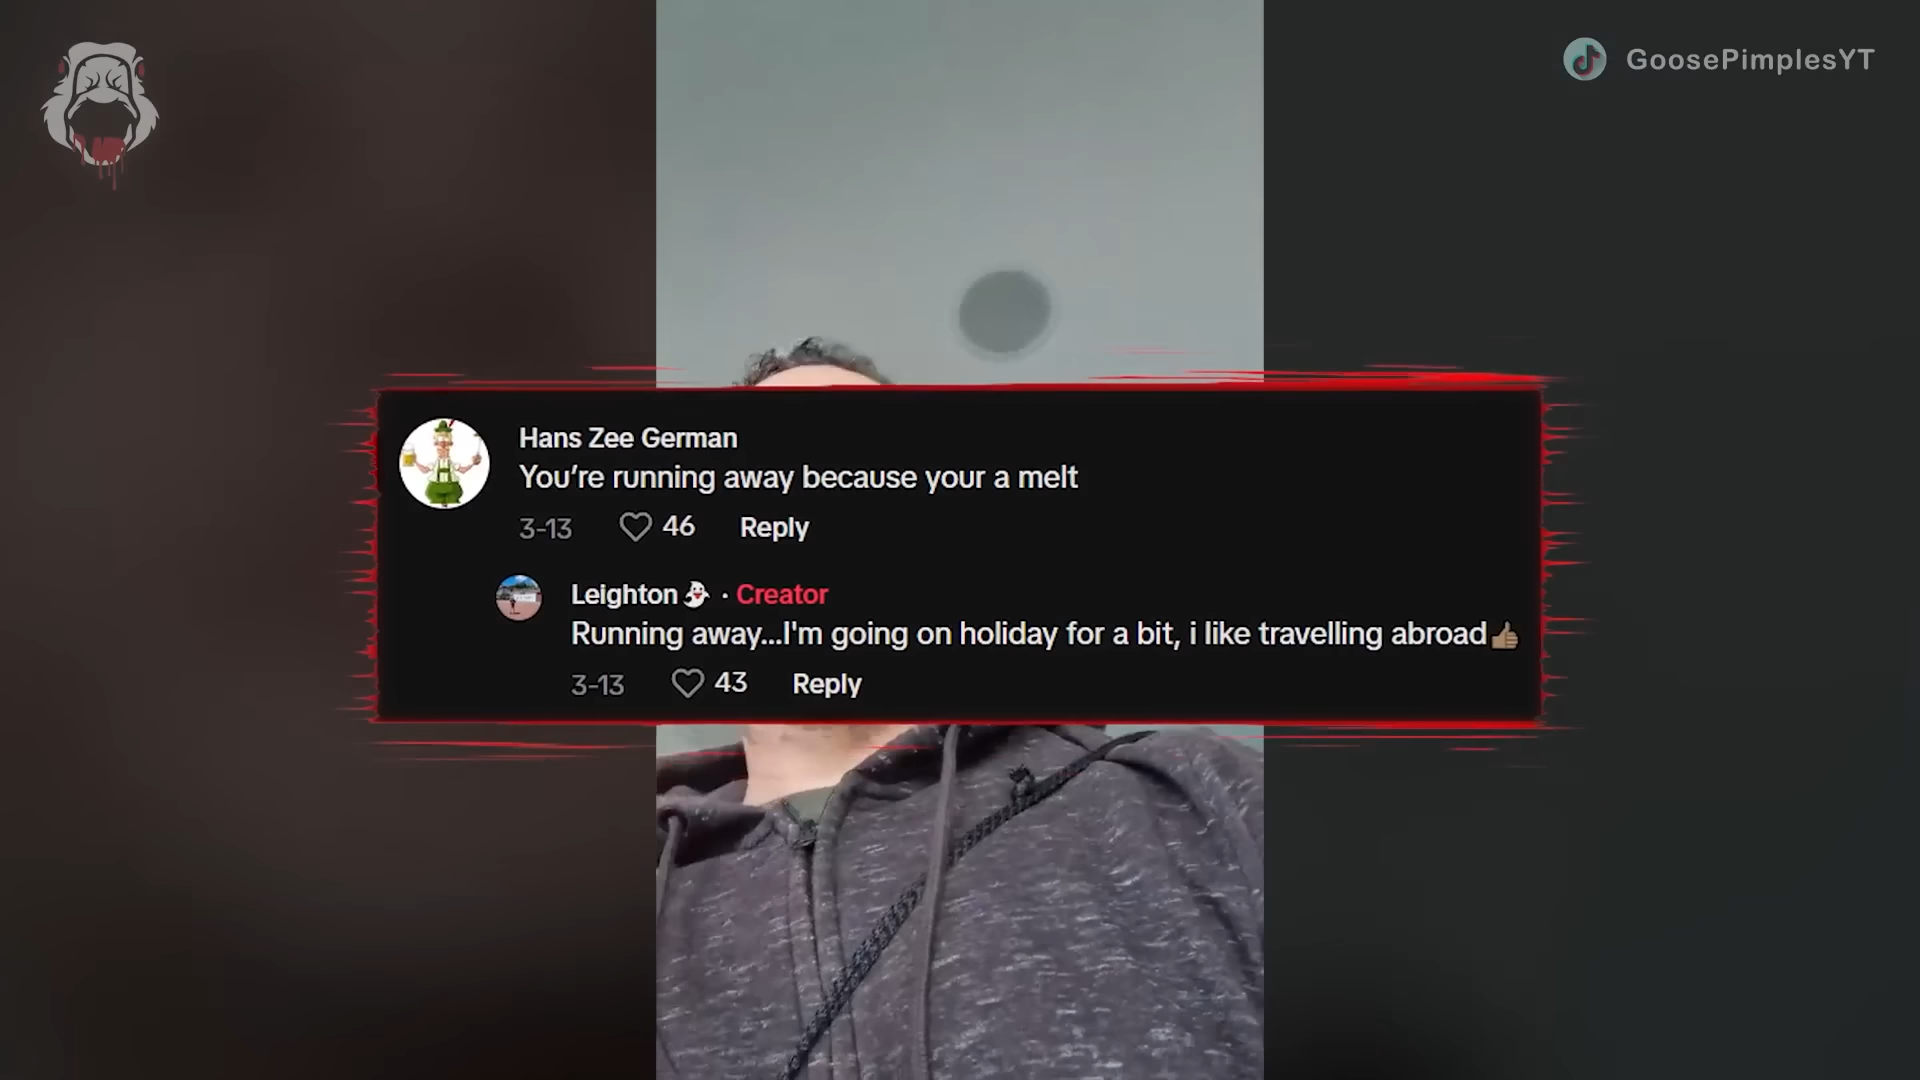 GoosePimplesYT
Hans Zee German
You’re running away because your a melt
3-13 46 Reply
Leighton👻 · Creator
Running away...I'm going on holiday for a bit, i like travelling abroad👍🏽
3-13 43 Reply